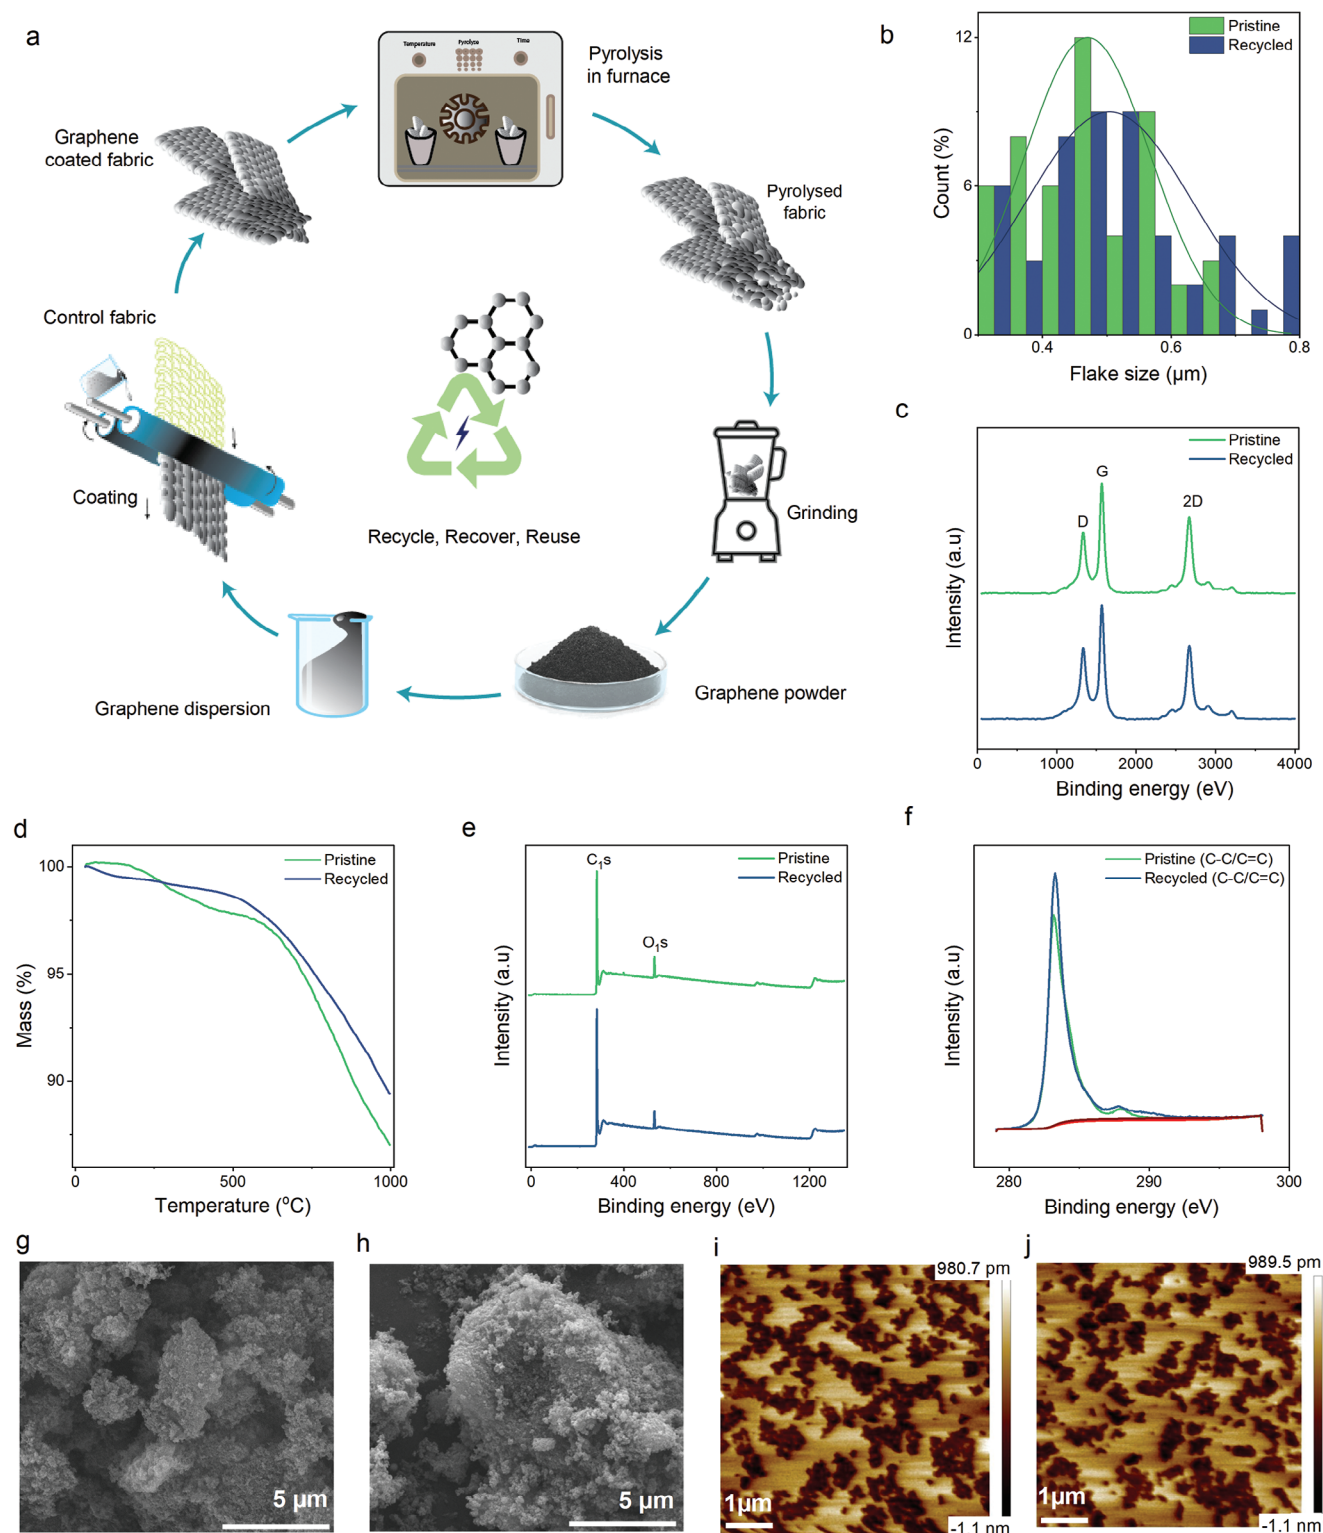 a
Temperature
Pyrolyze
Time
Pyrolysis
in furnace
Graphene
coated fabric
Pyrolysed
fabric
Control fabric
Coating
Grinding
Recycle, Recover, Reuse
Graphene powder
Graphene dispersion
b
Pristine
Recycled
12
6
0
Count (%)
0.4
0.6
0.8
Flake size (µm)
c
Pristine
Recycled
G
D
2D
Intensity (a.u)
0
1000
2000
3000
4000
Binding energy (eV)
d
Pristine
Recycled
100
95
90
Mass (%)
0
500
1000
Temperature (ºC)
e
C₁s
Pristine
Recycled
O₁s
Intensity (a.u)
0
400
800
1200
Binding energy (eV)
f
Pristine (C-C/C=C)
Recycled (C-C/C=C)
Intensity (a.u)
280
290
300
Binding energy (eV)
g
5 µm
h
5 µm
i
980.7 pm
1µm
-1.1 nm
j
989.5 pm
1µm
-1.1 nm